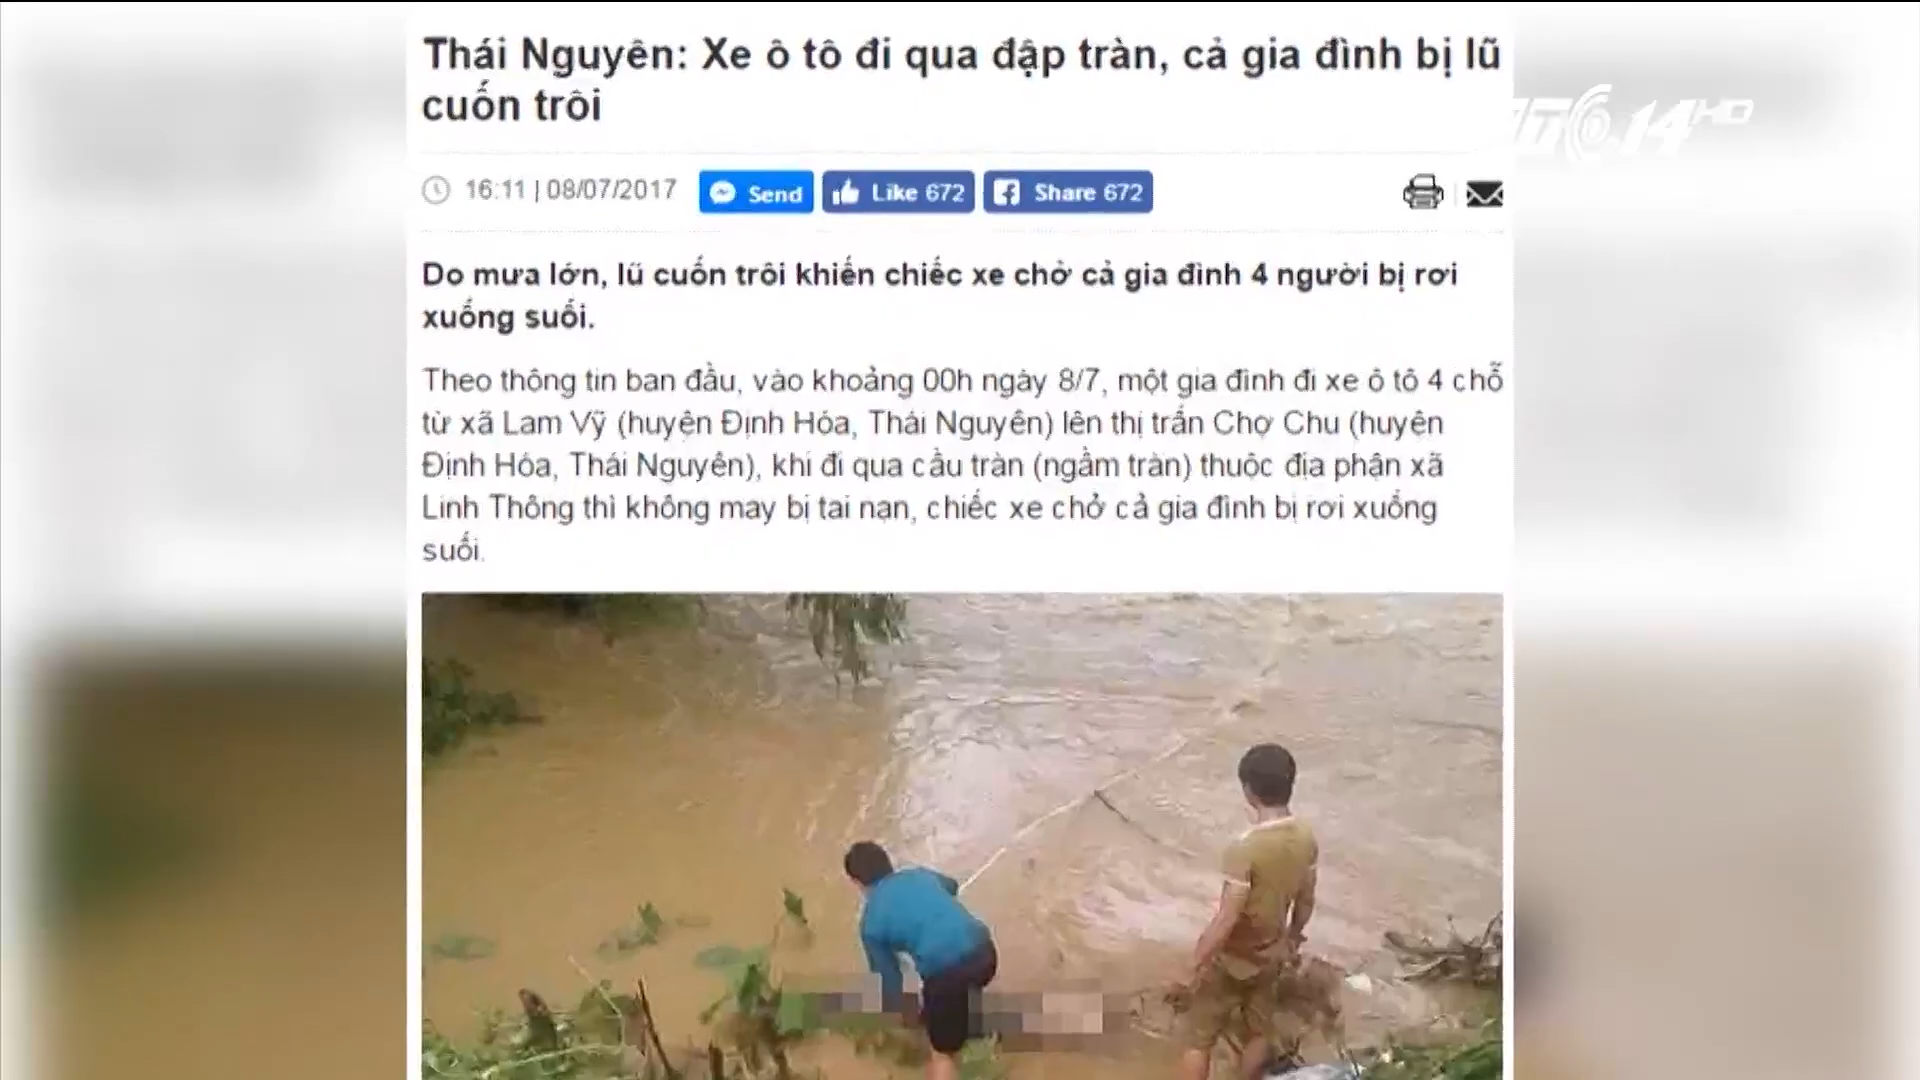 Thái Nguyên: Xe ô tô đi qua đập tràn, cả gia đình bị lũ
cuốn trôi
VTC14 HD
16:11 | 08/07/2017 Send Like 672 Share 672
Do mưa lớn, lũ cuốn trôi khiến chiếc xe chở cả gia đình 4 người bị rơi
xuống suối.
Theo thông tin ban đầu, vào khoảng 00h ngày 8/7, một gia đình đi xe ô tô 4 chỗ
từ xã Lam Vỹ (huyện Định Hóa, Thái Nguyên) lên thị trấn Chợ Chu (huyện
Định Hóa, Thái Nguyên), khi đi qua cầu tràn (ngầm tràn) thuộc địa phận xã
Linh Thông thì không may bị tai nạn, chiếc xe chở cả gia đình bị rơi xuống
suối.